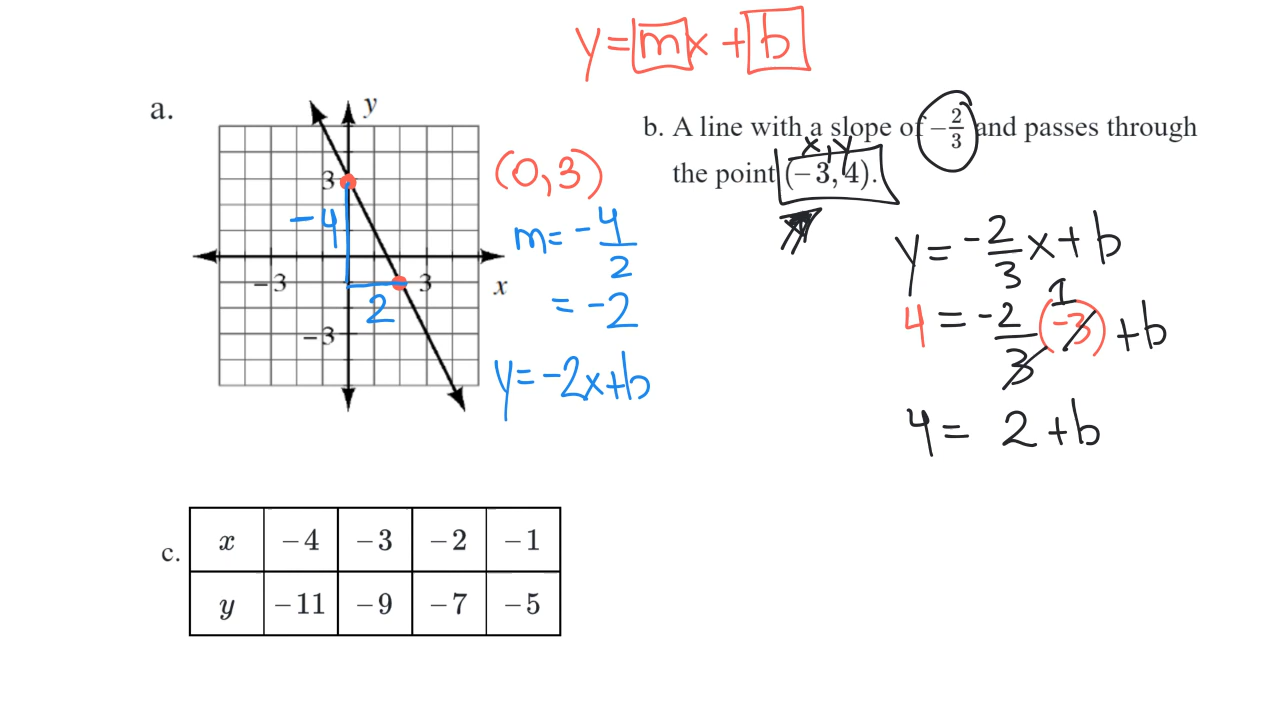 y = mx + b
a.
y
3
-3
3
x
-3
-4
2
(0,3)
m = -4/2
= -2
y = -2x+b
b. A line with a slope of -2/3 and passes through
x, y
the point (-3, 4).
y = -2/3 x + b
1
4 = -2/3 (-3) + b
4 = 2 + b
c.
x -4 -3 -2 -1
y -11 -9 -7 -5